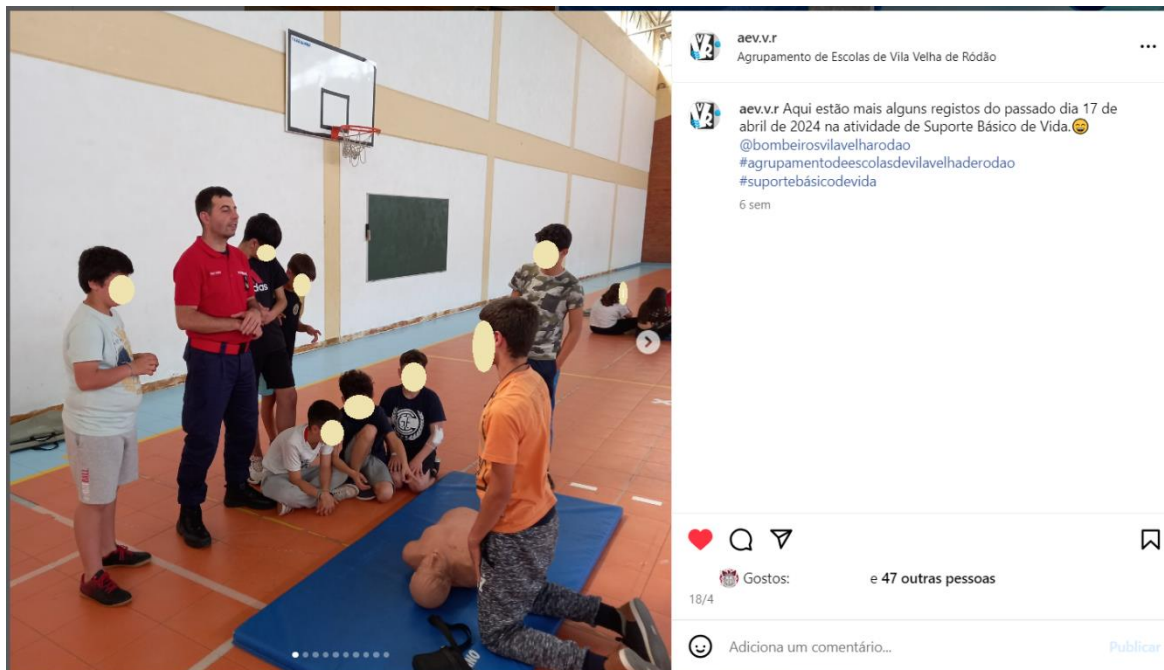 aev.v.r
Agrupamento de Escolas de Vila Velha de Ródão
aev.v.r Aqui estão mais alguns registos do passado dia 17 de
abril de 2024 na atividade de Suporte Básico de Vida.😄
@bombeirosvilavelharodao
#agrupamentodeescolasdevilavelhaderodao
#suportebásicodevida
6 sem
Gostos: e 47 outras pessoas
18/4
Adiciona um comentário...
Publicar